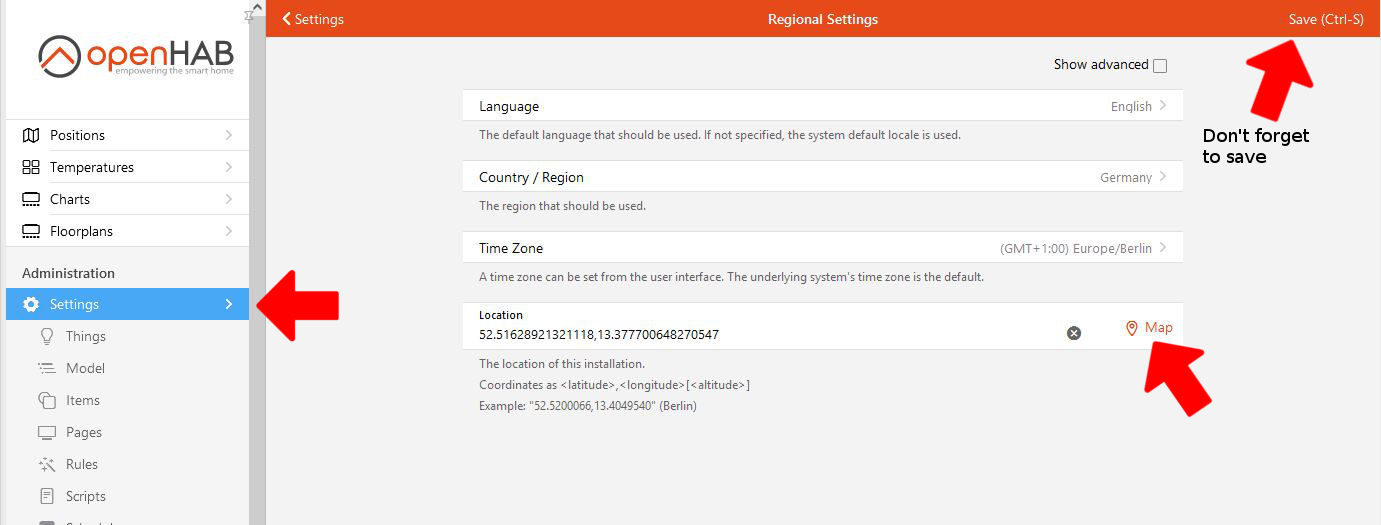 openHAB
empowering the smart home
Positions
Temperatures
Charts
Floorplans
Administration
Settings
Things
Model
Items
Pages
Rules
Scripts
Settings
Regional Settings
Save (Ctrl-S)
Show advanced
Don't forget
to save
Language
English
The default language that should be used. If not specified, the system default locale is used.
Country / Region
Germany
The region that should be used.
Time Zone
(GMT+1:00) Europe/Berlin
A time zone can be set from the user interface. The underlying system's time zone is the default.
Location
52.51628921321118,13.377700648270547
Map
The location of this installation.
Coordinates as <latitude>,<longitude>[<altitude>]
Example: "52.5200066,13.4049540" (Berlin)